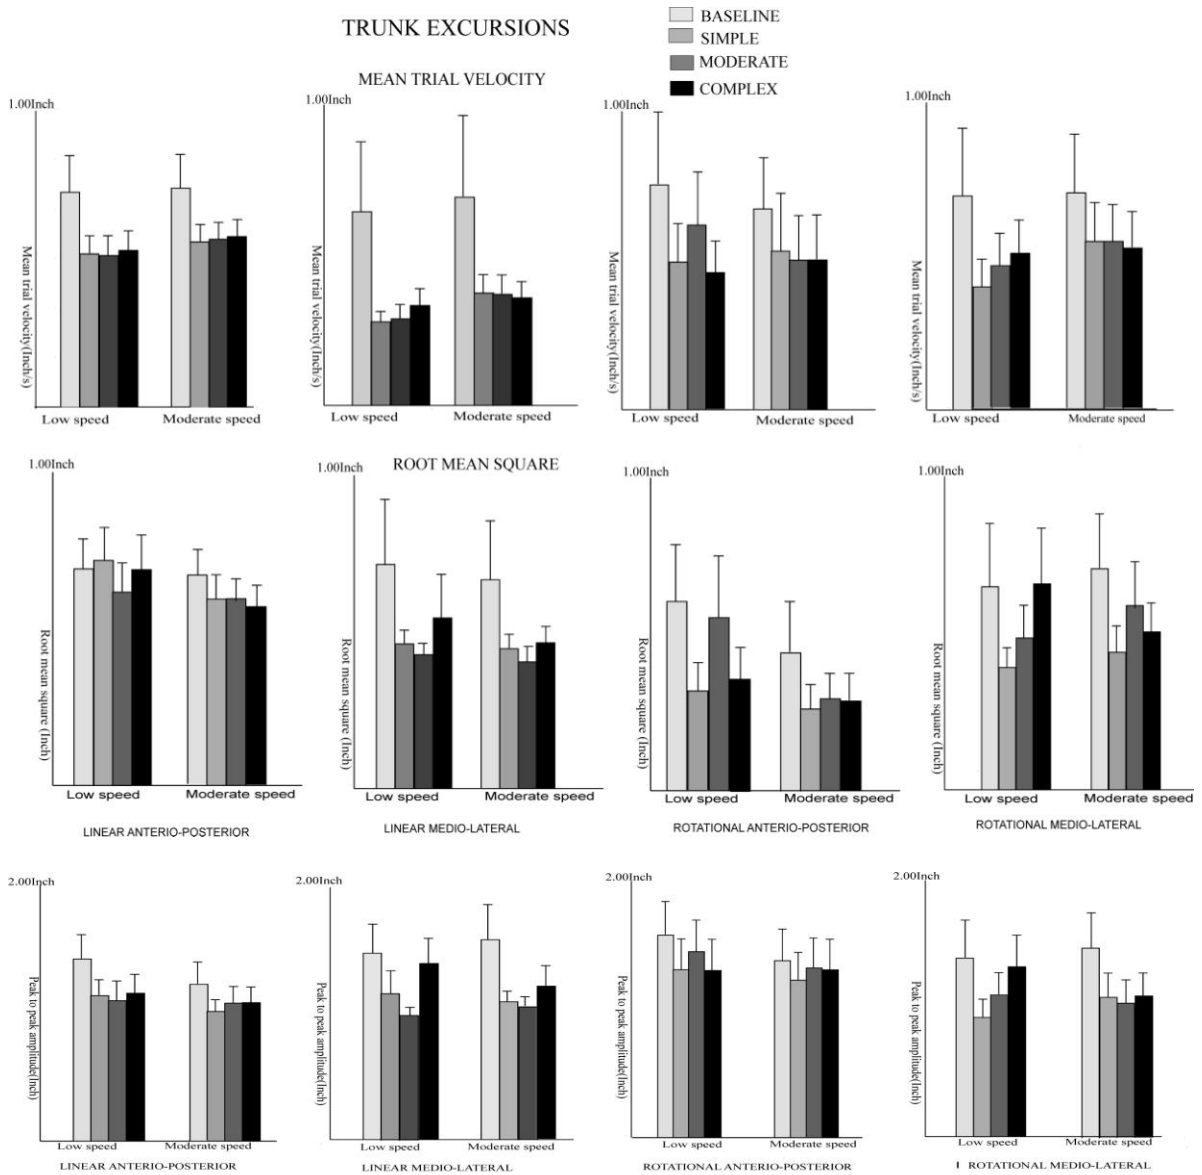 TRUNK EXCURSIONS
BASELINE
SIMPLE
MODERATE
COMPLEX
MEAN TRIAL VELOCITY
1.00Inch
Mean trial velocity(Inch/s)
Low speed
Moderate speed
1.00Inch
Mean trial velocity(Inch/s)
Low speed
Moderate speed
1.00Inch
Mean trial velocity(Inch/s)
Low speed
Moderate speed
1.00Inch
Mean trial velocity(Inch/s)
Low speed
Moderate speed
ROOT MEAN SQUARE
1.00Inch
Root mean square (Inch)
Low speed
Moderate speed
LINEAR ANTERIO-POSTERIOR
1.00Inch
Root mean square (Inch)
Low speed
Moderate speed
LINEAR MEDIO-LATERAL
1.00Inch
Root mean square (Inch)
Low speed
Moderate speed
ROTATIONAL ANTERIO-POSTERIOR
1.00Inch
Root mean square (Inch)
Low speed
Moderate speed
ROTATIONAL MEDIO-LATERAL
2.00Inch
Peak to peak amplitude(Inch)
Low speed
Moderate speed
LINEAR ANTERIO-POSTERIOR
2.00Inch
Peak to peak amplitude(Inch)
Low speed
Moderate speed
LINEAR MEDIO-LATERAL
2.00Inch
Peak to peak amplitude(Inch)
Low speed
Moderate speed
ROTATIONAL ANTERIO-POSTERIOR
2.00Inch
Peak to peak amplitude(Inch)
Low speed
Moderate speed
ROTATIONAL MEDIO-LATERAL